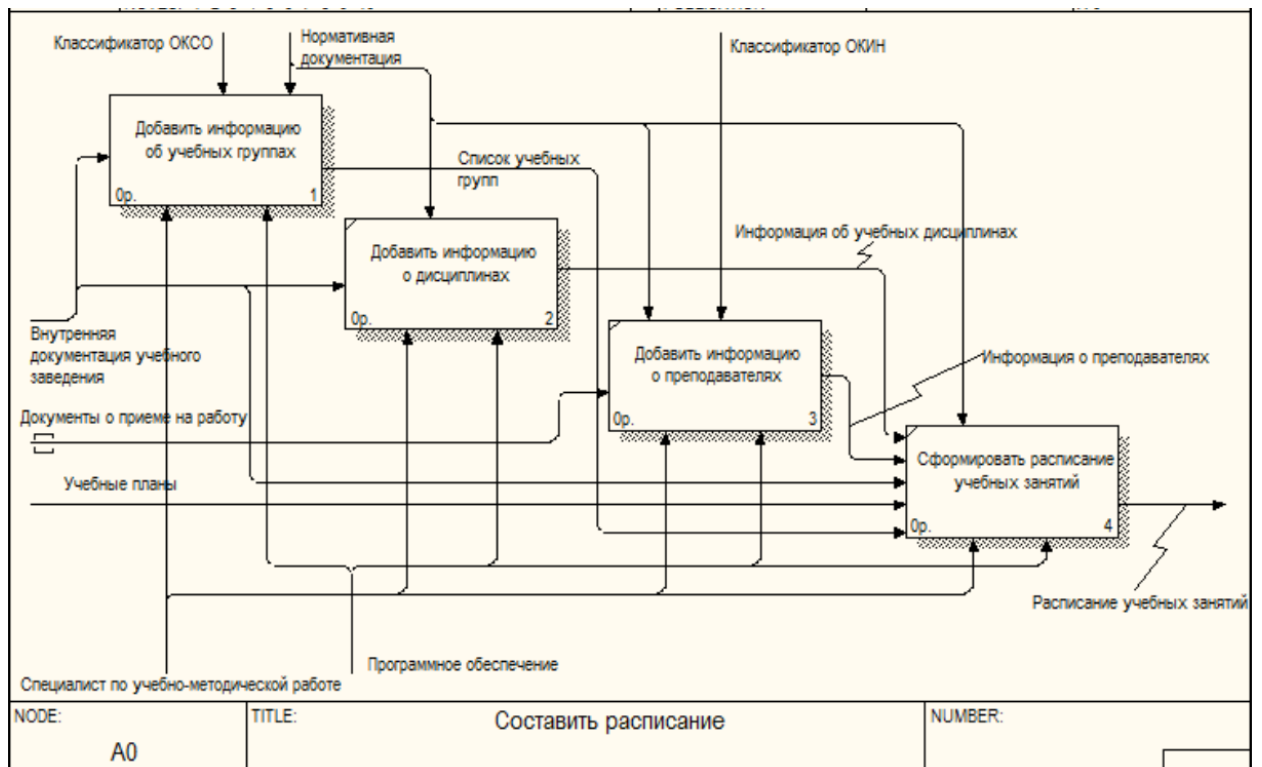 Классификатор ОКСО
Нормативная
документация
Классификатор ОКИН
Добавить информацию
об учебных группах
0р.
1
Список учебных
групп
Добавить информацию
о дисциплинах
0р.
2
Информация об учебных дисциплинах
Внутренняя
документация учебного
заведения
Добавить информацию
о преподавателях
0р.
3
Информация о преподавателях
Документы о приеме на работу
Учебные планы
Сформировать расписание
учебных занятий
0р.
4
Расписание учебных занятий
Программное обеспечение
Специалист по учебно-методической работе
NODE:
A0
TITLE:
Составить расписание
NUMBER: